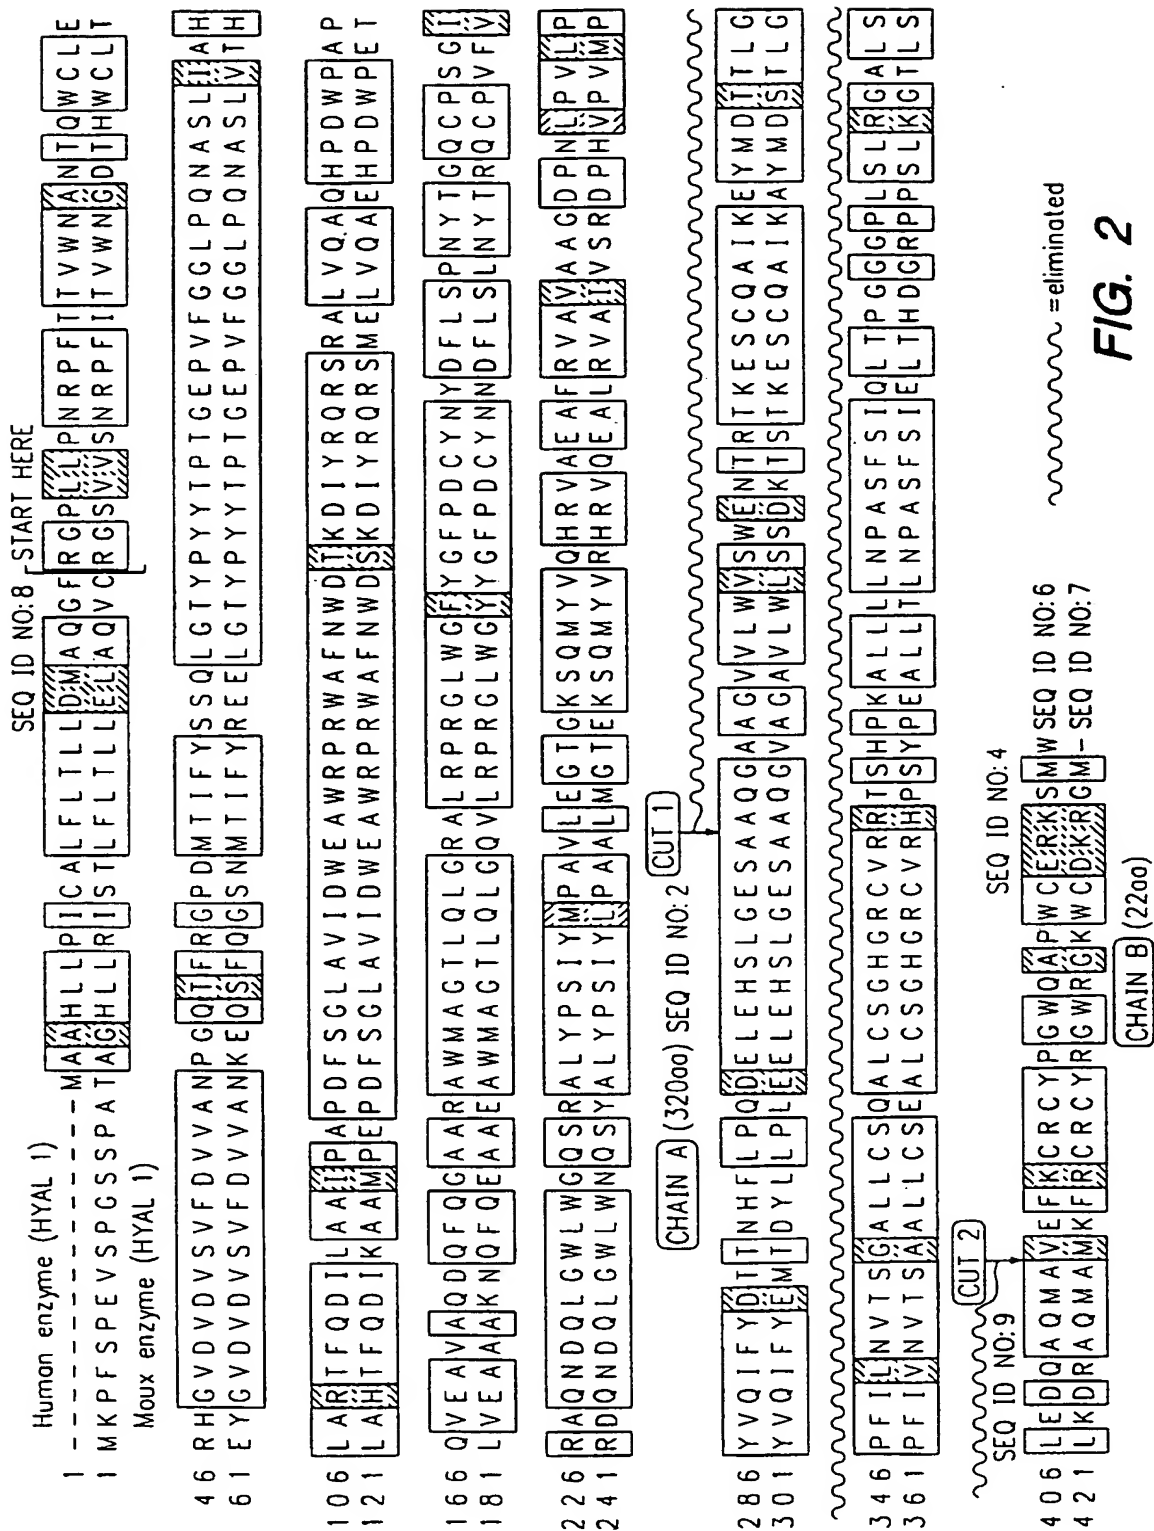 SEQ ID NO:8 START HERE
Human enzyme (HYAL 1)
1 - - - - - - - - - - - - - - - M A A H L L P I C A L F L T L L D M A Q G F R G P L L P N R P F T T V W N A N T Q W C L E
1 M K P F S P E V S P G S S P A T A G H L L R I S T L F L T L L E L A Q V C R G S V V S N R P F I T V W N G D T H W C L T
Moux enzyme (HYAL 1)
46 R H G V D V D V S V F D V V A N P G Q T F R G P D M T I F Y S S Q L G T Y P Y Y T P T G E P V F G G L P Q N A S L I A H
61 E Y G V D V D V S V F D V V A N K E Q S F Q G S N M T I F Y R E E L G T Y P Y Y T P T G E P V F G G L P Q N A S L V T H
106 L A R T F Q D I L A A I P A P D F S G L A V I D W E A W R P R W A F N W D T K D I Y R Q R S R A L V Q A Q H P D W P A P
121 L A H T F Q D I K A A M P E P D F S G L A V I D W E A W R P R W A F N W D S K D I Y R Q R S M E L V Q A E H P D W P E T
166 Q V E A V A Q D Q F Q G A A R A W M A G T L Q L G R A L R P R G L W G F Y G F P D C Y N Y D F L S P N Y T G Q C P S G I
181 L V E A A A K N Q F Q E A A E A W M A G T L Q L G Q V L R P R G L W G Y Y G F P D C Y N N D F L S L N Y T R Q C P V F V
226 R A Q N D Q L G W L W G Q S R A L Y P S I Y M P A V L E G T G K S Q M Y V Q H R V A E A F R V A V A A G D P N L P V L P
241 R D Q N D Q L G W L W N Q S Y A L Y P S I Y L P A A L M G T E K S Q M Y V R H R V Q E A L R V A I V S R D P H V P V M P
CHAIN A (320aa) SEQ ID NO:2 CUT 1
286 Y V Q I F Y D T T N H F L P Q D E L E H S L G E S A A Q G A A G V V L W V S W E N T R T K E S C Q A I K E Y M D T T L G
301 Y V Q I F Y E M T D Y L L P L E E L E H S L G E S A A Q G V A G A V L W L S S D K T S T K E S C Q A I K A Y M D S T L G
346 P F I L N V T S G A L L C S Q A L C S G H G R C V R R T S H P K A L L L L N P A S F S I Q L T P G G G P L S L R G A L S
361 P F I V N V T S A A L L C S E A L C S G H G R C V R H P S Y P E A L L T L N P A S F S I E L T H D G R P P S L K G T L S
SEQ ID NO:9 CUT 2 SEQ ID NO:4
406 L E D Q A Q M A V E F K C R C Y P G W Q A P W C E R K S M W SEQ ID NO:6
421 L K D R A Q M A M K F R C R C Y R G W R G K W C D K R G M - SEQ ID NO:7
CHAIN B (22aa)
=eliminated
FIG. 2